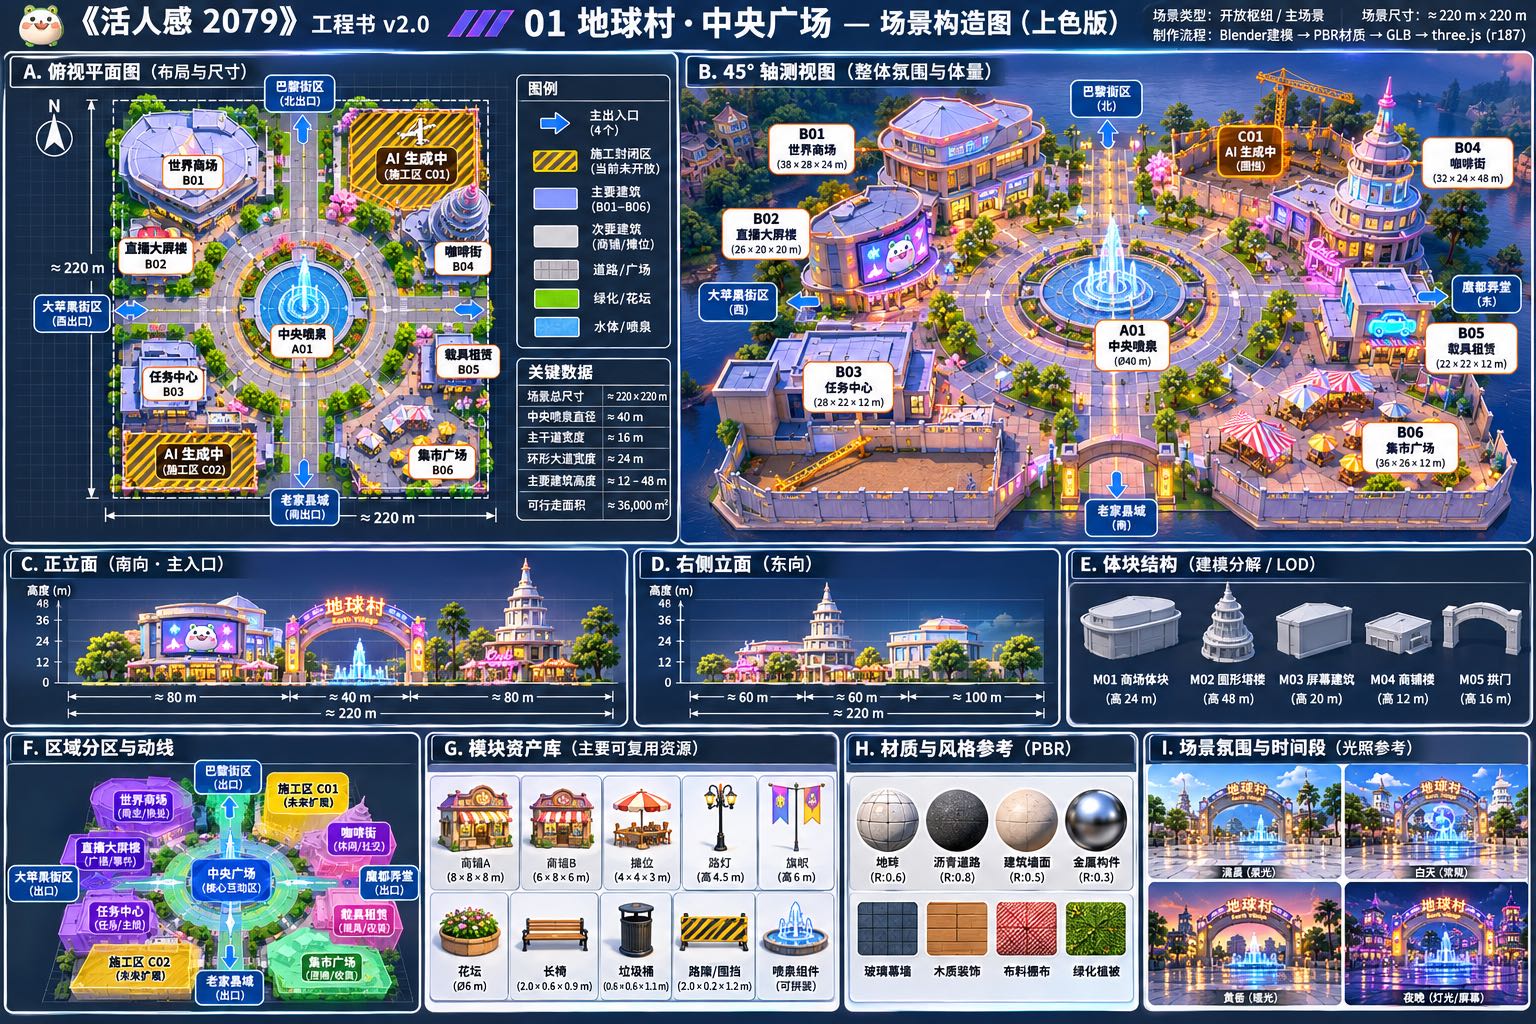 《活人感 2079》工程书 v2.0
01 地球村·中央广场 — 场景构造图(上色版)
场景类型: 开放枢纽 / 主场景
场景尺寸: ≈ 220 m × 220 m
制作流程: Blender建模 → PBR材质 → GLB → three.js (r187)
A. 俯视平面图(布局与尺寸)
N
巴黎街区
(北出口)
世界商场
B01
AI 生成中
(施工区 C01)
直播大屏楼
B02
咖啡街
B04
≈ 220 m
大苹果街区
(西出口)
中央喷泉
A01
任务中心
B03
载具租赁
B05
AI 生成中
(施工区 C02)
集市广场
B06
老家县城
(南出口)
≈ 220 m
图例
主出入口
(4个)
施工封闭区
(当前未开放)
主要建筑
(B01–B06)
次要建筑
(商铺/摊位)
道路/广场
绿化/花坛
水体/喷泉
关键数据
场景总尺寸 ≈ 220 × 220 m
中央喷泉直径 ≈ 40 m
主干道宽度 ≈ 16 m
环形大道宽度 ≈ 24 m
主要建筑高度 ≈ 12 – 48 m
可行走面积 ≈ 36,000 m²
B. 45° 轴测视图(整体氛围与体量)
巴黎街区
(北)
B01
世界商场
(38 × 28 × 24 m)
C01
AI 生成中
(围挡)
B04
咖啡街
(32 × 24 × 48 m)
B02
直播大屏楼
(26 × 20 × 20 m)
大苹果街区
(西)
魔都弄堂
(东)
A01
中央喷泉
(Ø40 m)
B05
载具租赁
(22 × 22 × 12 m)
B03
任务中心
(28 × 22 × 12 m)
B06
集市广场
(36 × 26 × 12 m)
老家县城
(南)
C. 正立面(南向 · 主入口)
高度 (m)
48
36
24
12
0
地球村
Earth Village
≈ 80 m
≈ 40 m
≈ 80 m
≈ 220 m
D. 右侧立面(东向)
高度 (m)
48
36
24
12
0
≈ 60 m
≈ 60 m
≈ 100 m
≈ 220 m
E. 体块结构(建模分解 / LOD)
M01 商场体块
(高 24 m)
M02 圆形塔楼
(高 48 m)
M03 屏幕建筑
(高 20 m)
M04 商铺楼
(高 12 m)
M05 拱门
(高 16 m)
F. 区域分区与动线
巴黎街区
(出口)
世界商场
施工区 C01
(未来扩展)
直播大屏楼
咖啡街
(休闲/社交)
大苹果街区
(出口)
中央广场
(核心互动区)
魔都弄堂
(出口)
任务中心
载具租赁
施工区 C02
(未来扩展)
集市广场
老家县城
(出口)
G. 模块资产库(主要可复用资源)
商铺A
(8 × 8 × 8 m)
商铺B
(6 × 8 × 6 m)
摊位
(4 × 4 × 3 m)
路灯
(高 4.5 m)
旗帜
(高 6 m)
花坛
(Ø6 m)
长椅
(2.0 × 0.6 × 0.9 m)
垃圾桶
(0.6 × 0.6 × 1.1 m)
路障/围挡
(2.0 × 0.2 × 1.2 m)
喷泉组件
(可拼装)
H. 材质与风格参考(PBR)
地砖
(R:0.6)
沥青道路
(R:0.8)
建筑墙面
(R:0.5)
金属构件
(R:0.3)
玻璃幕墙
木质装饰
布料棚布
绿化植被
I. 场景氛围与时间段(光照参考)
地球村
Earth Village
清晨 (柔光)
地球村
Earth Village
白天 (常规)
地球村
Earth Village
黄昏 (暖光)
地球村
Earth Village
夜晚 (灯光/屏幕)